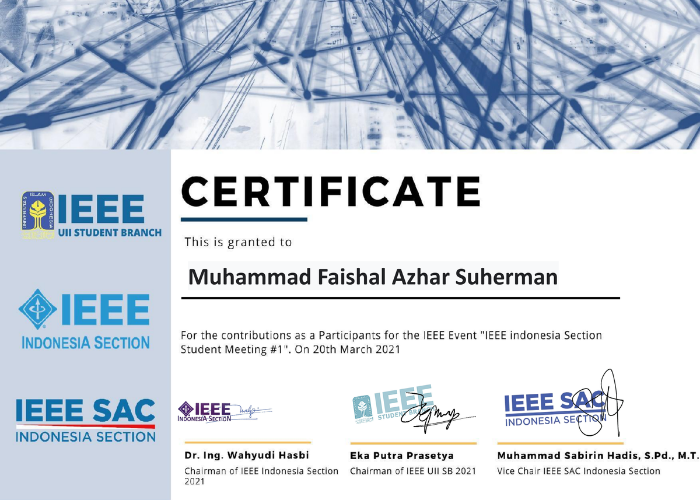 CERTIFICATE
This is granted to
Muhammad Faishal Azhar Suherman
For the contributions as a Participants for the IEEE Event "IEEE indonesia Section
Student Meeting #1". On 20th March 2021
IEEE
UII STUDENT BRANCH
IEEE
INDONESIA SECTION
IEEE SAC
INDONESIA SECTION
IEEE
INDONESIA SECTION
IEEE
STUDENT BRANCH
IEEE SAC
INDONESIA SECTION
Dr. Ing. Wahyudi Hasbi
Chairman of IEEE Indonesia Section
2021
Eka Putra Prasetya
Chairman of IEEE UII SB 2021
Muhammad Sabirin Hadis, S.Pd., M.T.
Vice Chair IEEE SAC Indonesia Section